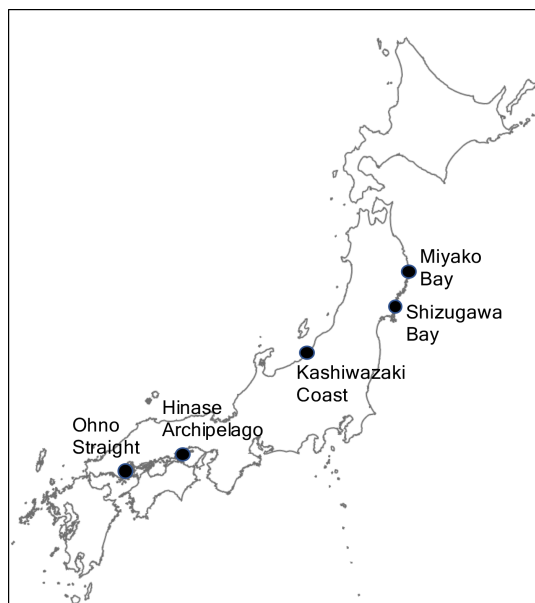 Miyako
Bay
Shizugawa
Bay
Kashiwazaki
Coast
Hinase
Archipelago
Ohno
Straight